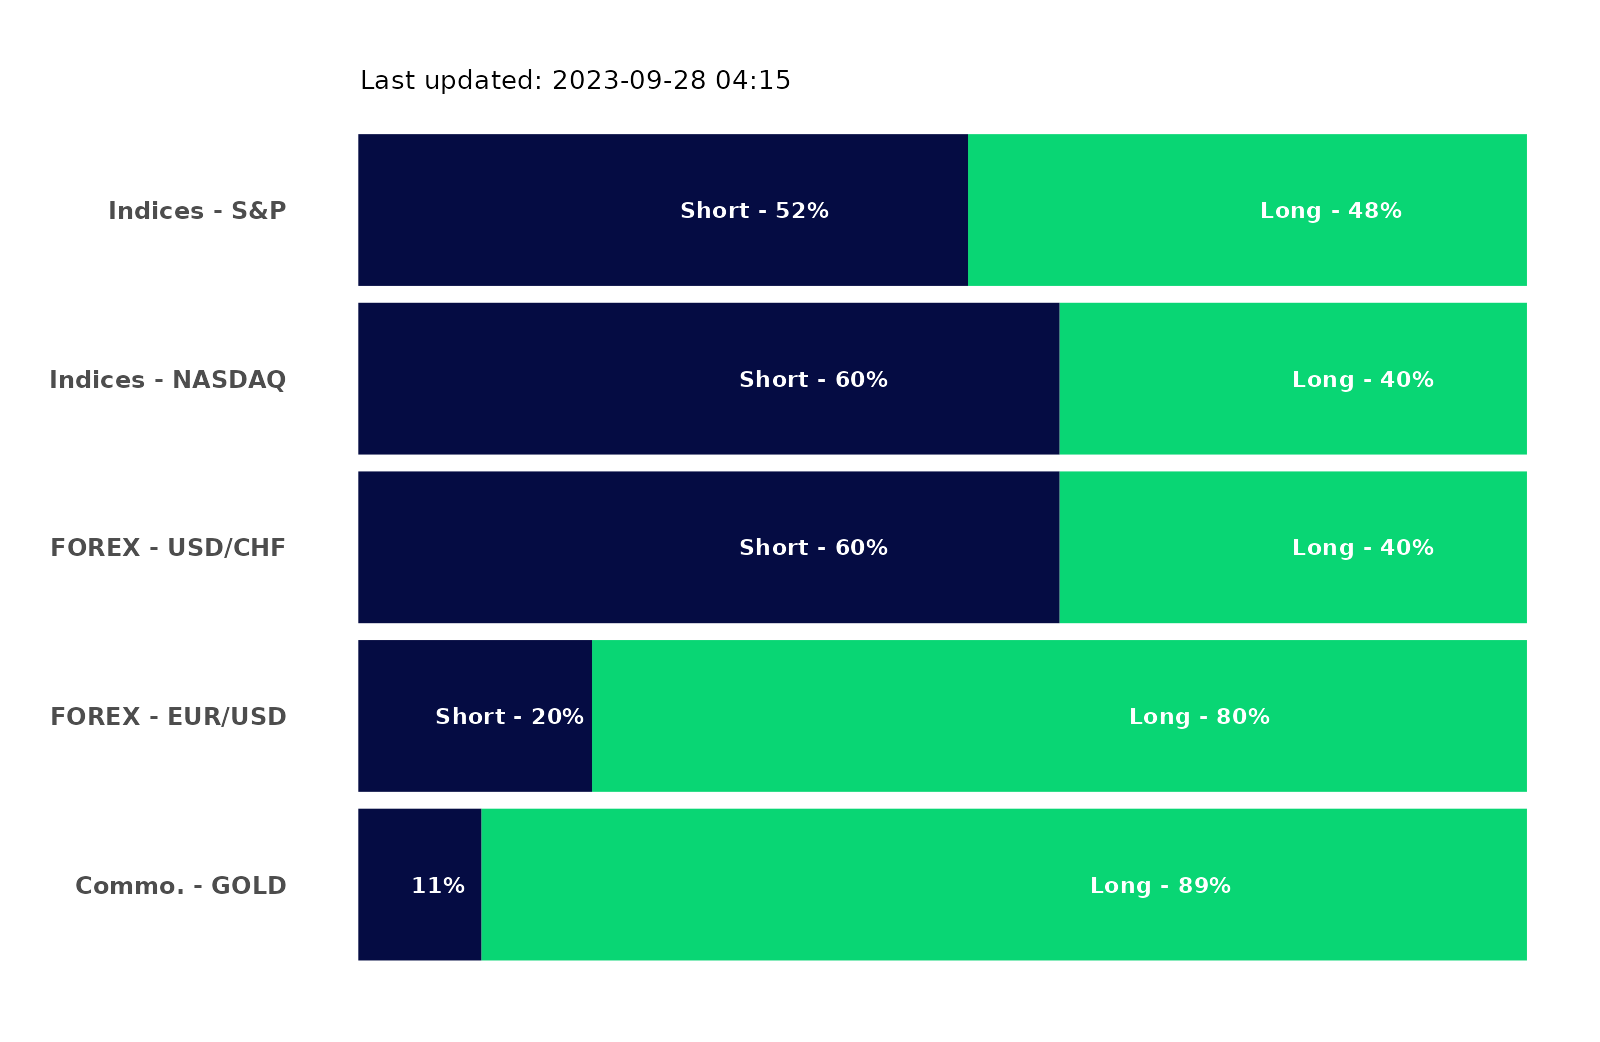 Last updated: 2023-09-28 04:15
Indices - S&P Short - 52% Long - 48%
Indices - NASDAQ Short - 60% Long - 40%
FOREX - USD/CHF Short - 60% Long - 40%
FOREX - EUR/USD Short - 20% Long - 80%
Commo. - GOLD 11% Long - 89%